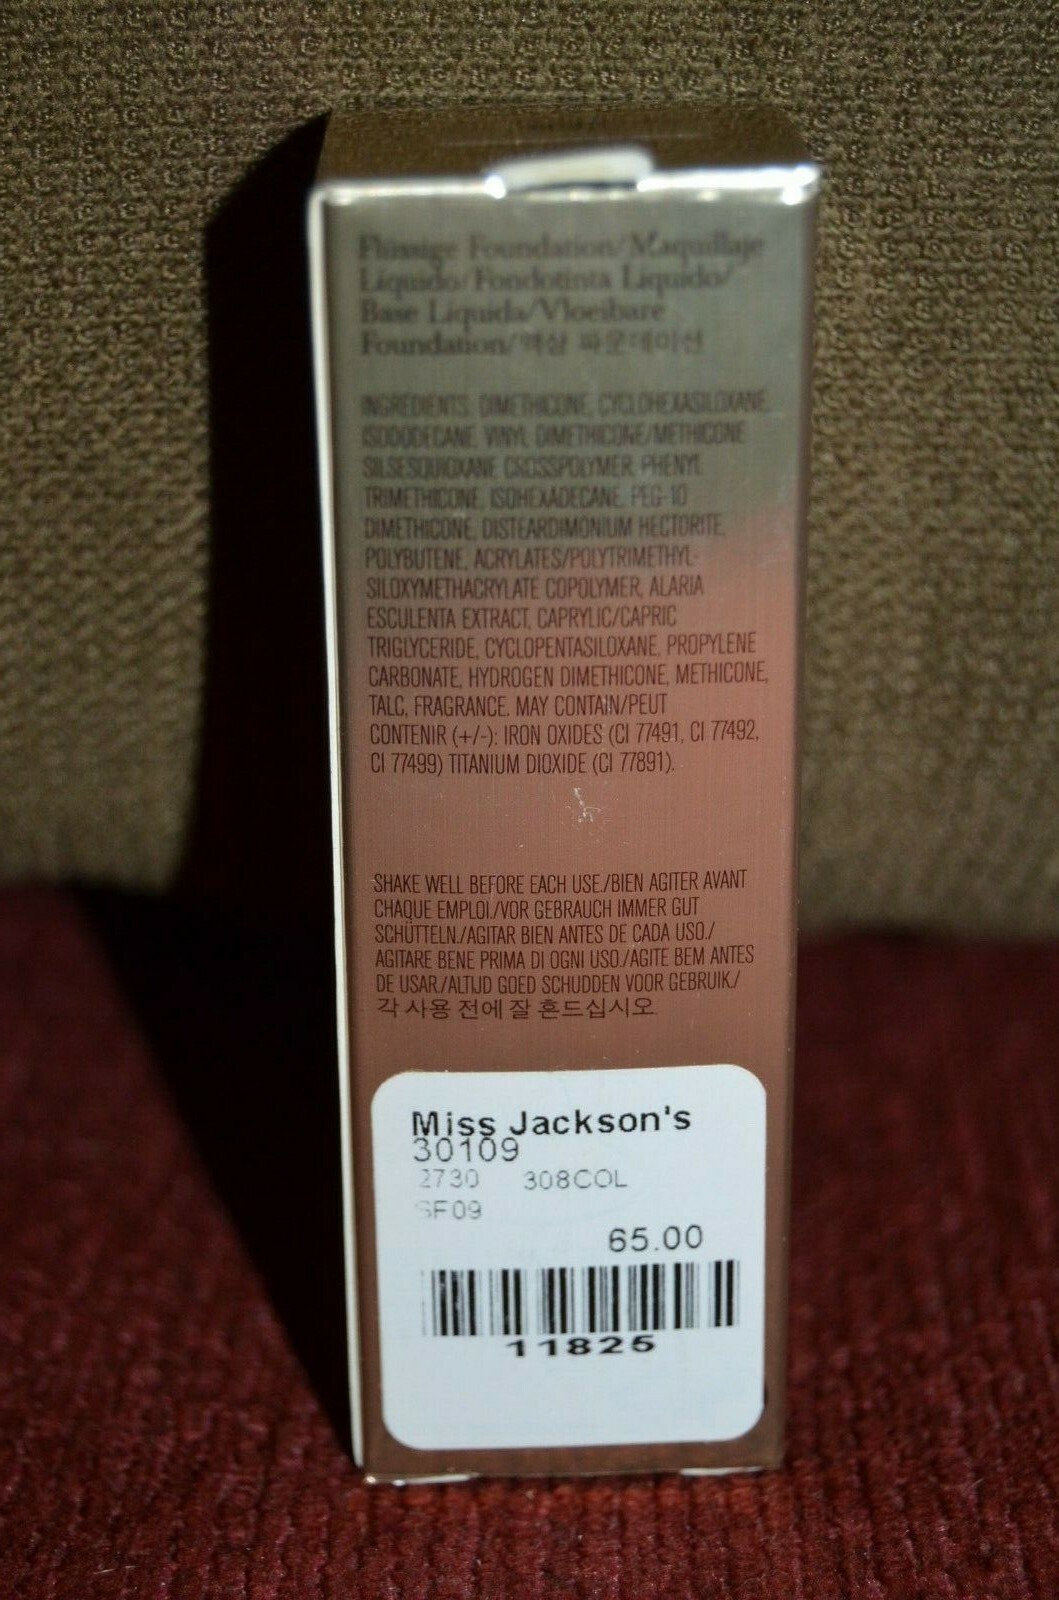 Flüssige Foundation/Maquillaje
Líquido/Fondotinta Liquido/
Base Líquida/Vloeibare
Foundation/액상 파운데이션
INGREDIENTS: DIMETHICONE, CYCLOHEXASILOXANE,
ISODODECANE, VINYL DIMETHICONE/METHICONE
SILSESQUIOXANE CROSSPOLYMER, PHENYL
TRIMETHICONE, ISOHEXADECANE, PEG-10
DIMETHICONE, DISTEARDIMONIUM HECTORITE,
POLYBUTENE, ACRYLATES/POLYTRIMETHYL-
SILOXYMETHACRYLATE COPOLYMER, ALARIA
ESCULENTA EXTRACT, CAPRYLIC/CAPRIC
TRIGLYCERIDE, CYCLOPENTASILOXANE, PROPYLENE
CARBONATE, HYDROGEN DIMETHICONE, METHICONE,
TALC, FRAGRANCE. MAY CONTAIN/PEUT
CONTENIR (+/-): IRON OXIDES (CI 77491, CI 77492,
CI 77499) TITANIUM DIOXIDE (CI 77891).
SHAKE WELL BEFORE EACH USE./BIEN AGITER AVANT
CHAQUE EMPLOI./VOR GEBRAUCH IMMER GUT
SCHÜTTELN./AGITAR BIEN ANTES DE CADA USO./
AGITARE BENE PRIMA DI OGNI USO./AGITE BEM ANTES
DE USAR./ALTIJD GOED SCHUDDEN VOOR GEBRUIK./
각 사용 전에 잘 흔드십시오.
Miss Jackson's
30109
2730 308COL
SF09
65.00
11825